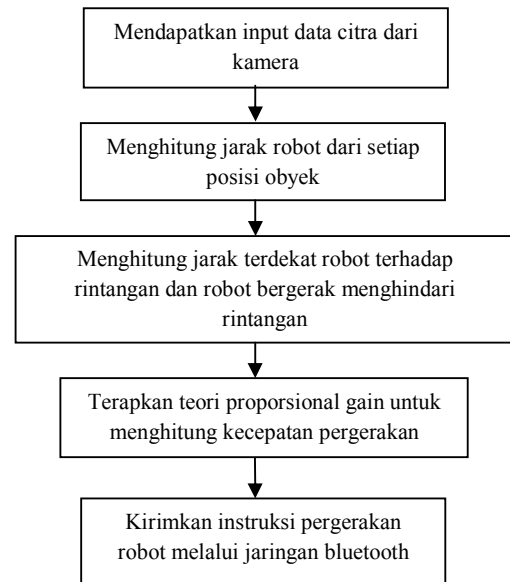 Mendapatkan input data citra dari
kamera
Menghitung jarak robot dari setiap
posisi obyek
Menghitung jarak terdekat robot terhadap
rintangan dan robot bergerak menghindari
rintangan
Terapkan teori proporsional gain untuk
menghitung kecepatan pergerakan
Kirimkan instruksi pergerakan
robot melalui jaringan bluetooth